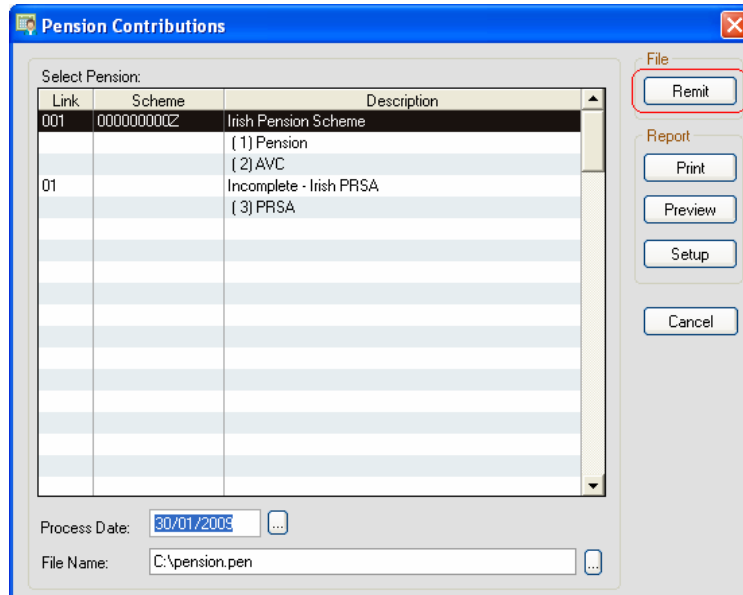 Pension Contributions
Select Pension:
Link Scheme Description
001 000000000Z Irish Pension Scheme
( 1) Pension
( 2) AVC
01 Incomplete - Irish PRSA
( 3) PRSA
Process Date: 30/01/2009 ...
File Name: C:\pension.pen ...
File
Remit
Report
Print
Preview
Setup
Cancel